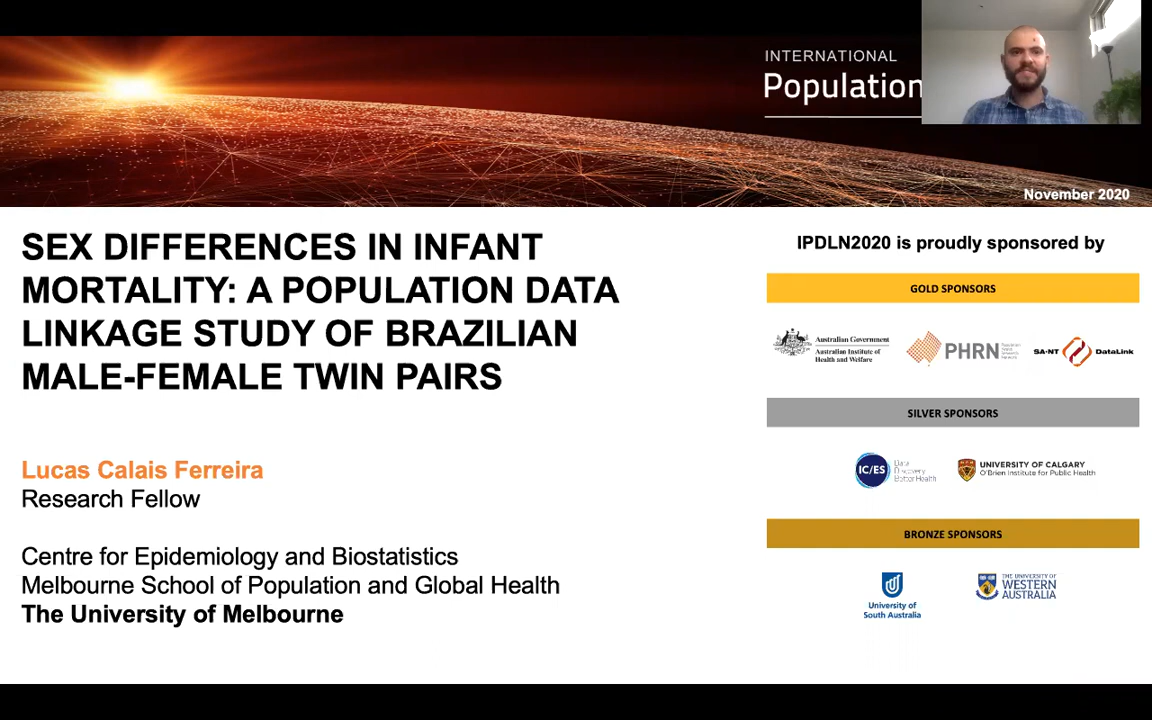 INTERNATIONAL
Population
November 2020
SEX DIFFERENCES IN INFANT
MORTALITY: A POPULATION DATA
LINKAGE STUDY OF BRAZILIAN
MALE-FEMALE TWIN PAIRS
Lucas Calais Ferreira
Research Fellow
Centre for Epidemiology and Biostatistics
Melbourne School of Population and Global Health
The University of Melbourne
IPDLN2020 is proudly sponsored by
GOLD SPONSORS
Australian Government
Australian Institute of
Health and Welfare
PHRN
SA·NT DataLink
SILVER SPONSORS
IC/ES
Data
Discovery
Better Health
UNIVERSITY OF CALGARY
O'Brien Institute for Public Health
BRONZE SPONSORS
University of
South Australia
THE UNIVERSITY OF
WESTERN
AUSTRALIA